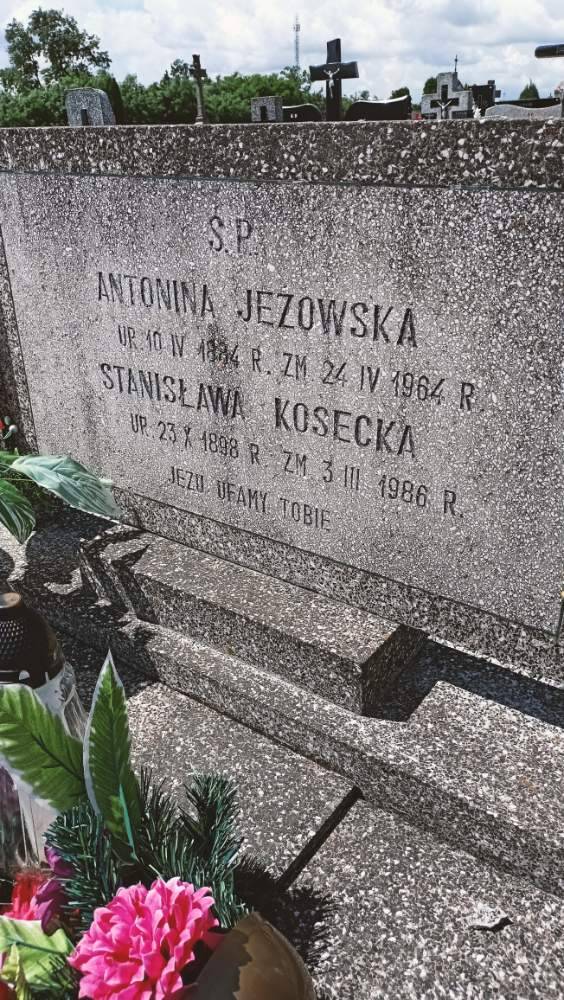 Ś.P.
ANTONINA JEŻOWSKA
UR. 10 IV 1884 R. ZM. 24 IV 1964 R.
STANISŁAWA KOSECKA
UR. 23 X 1898 R. ZM. 3 III 1986 R.
JEZU UFAMY TOBIE